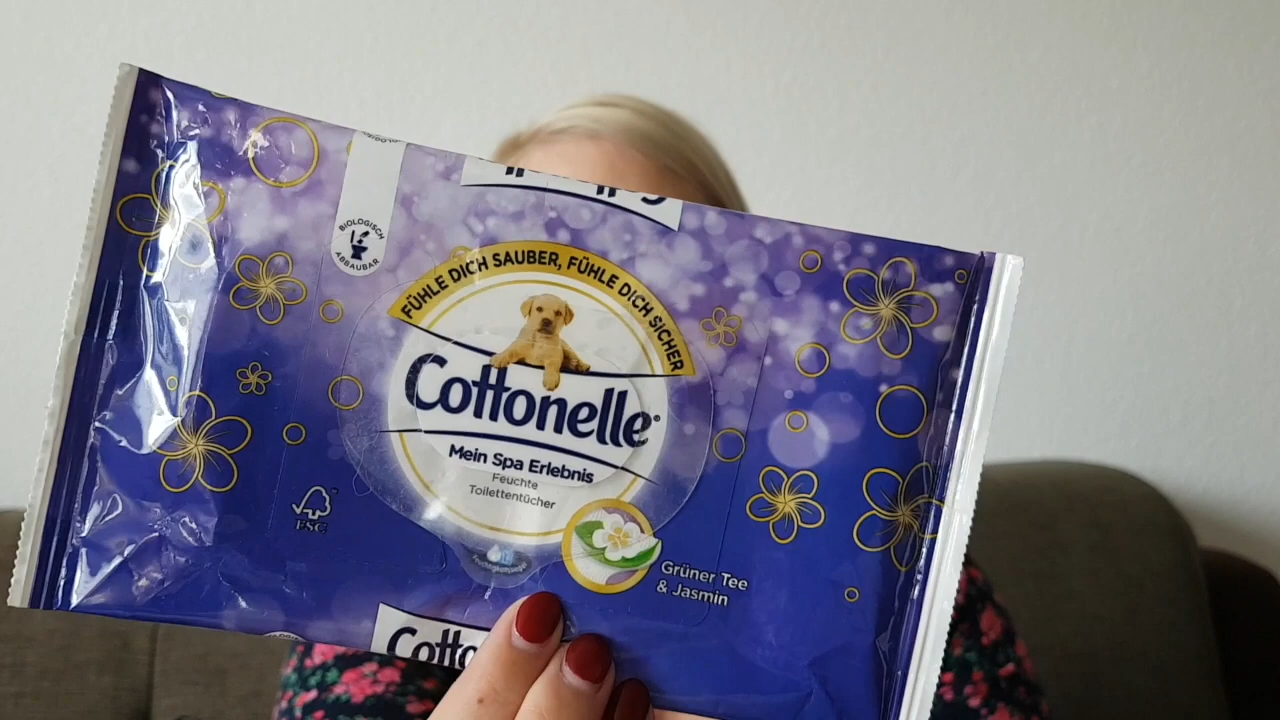 BIOLOGISCH
ABBAUBAR
FÜHLE DICH SAUBER, FÜHLE DICH SICHER
Cottonelle
Mein Spa Erlebnis
Feuchte
Toilettentücher
FSC
Grüner Tee
& Jasmin